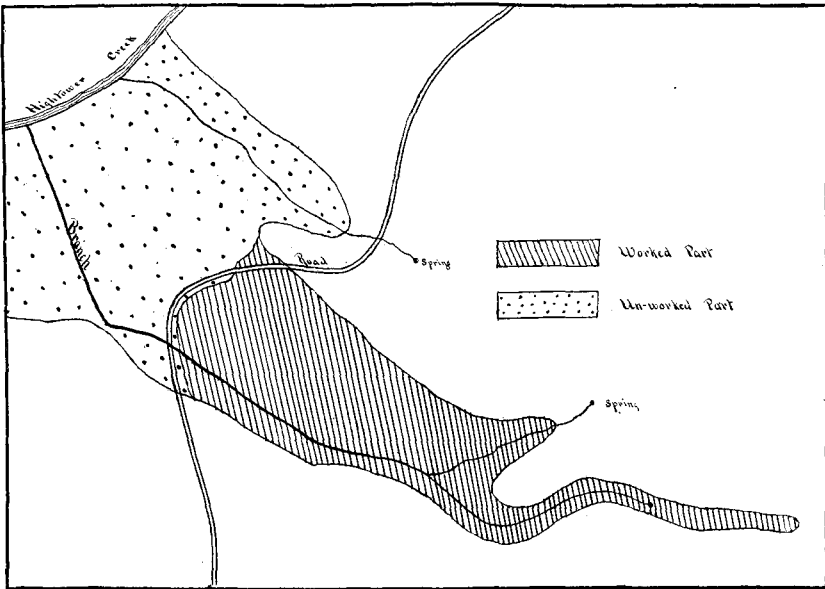 Hightower Creek
Branch
Road
Spring
Worked Part
Un-worked Part
Spring